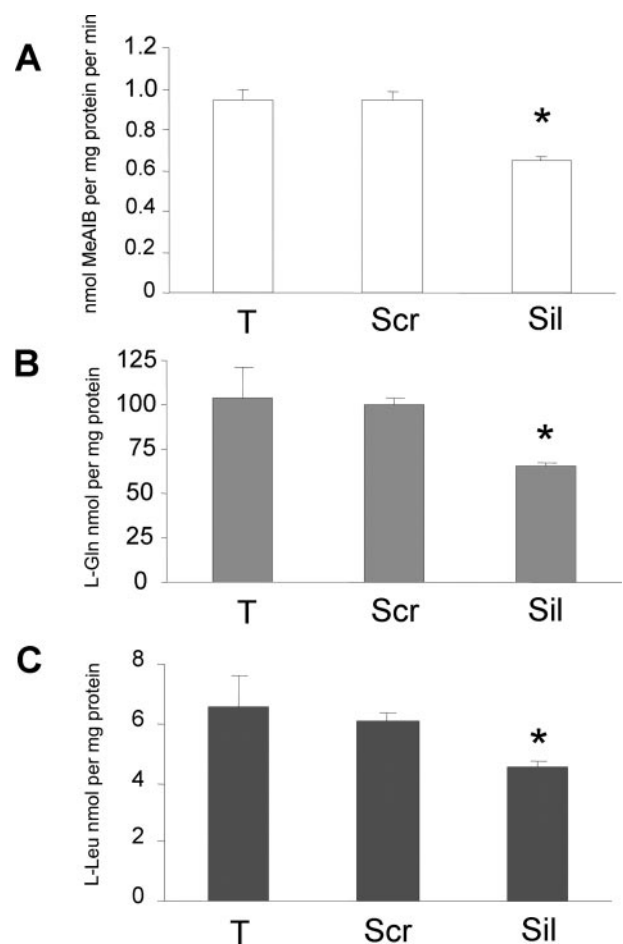 A
nmol MeAIB per mg protein per min
1.2
1.0
0.8
0.6
0.4
0.2
0
*
T Scr Sil
B
L-Gln nmol per mg protein
125
100
75
50
25
0
*
T Scr Sil
C
L-Leu nmol per mg protein
8
6
4
2
0
*
T Scr Sil